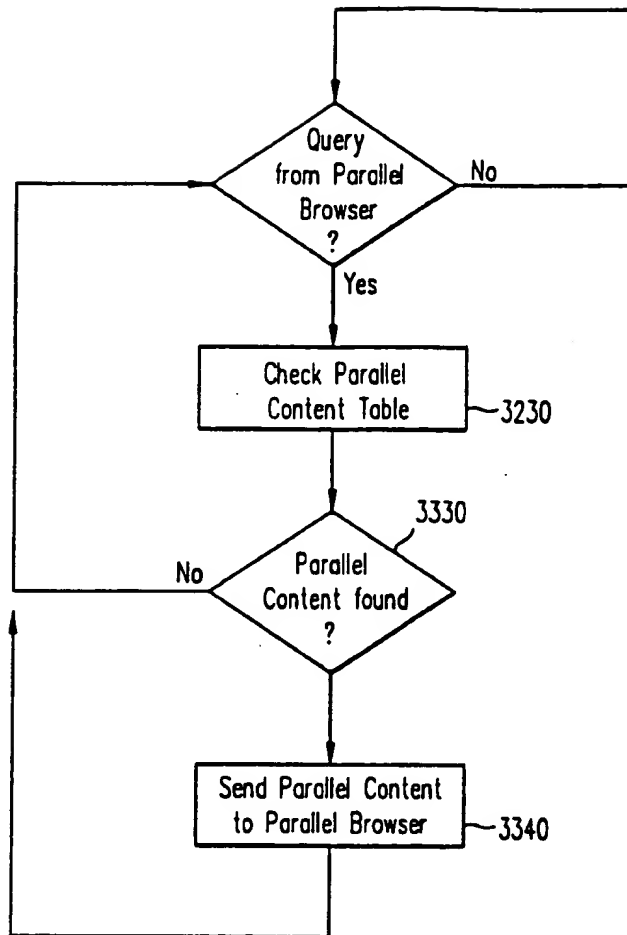 Query
from Parallel
Browser
?
No
Yes
Check Parallel
Content Table
3230
3330
No
Parallel
Content found
?
Send Parallel Content
to Parallel Browser
3340